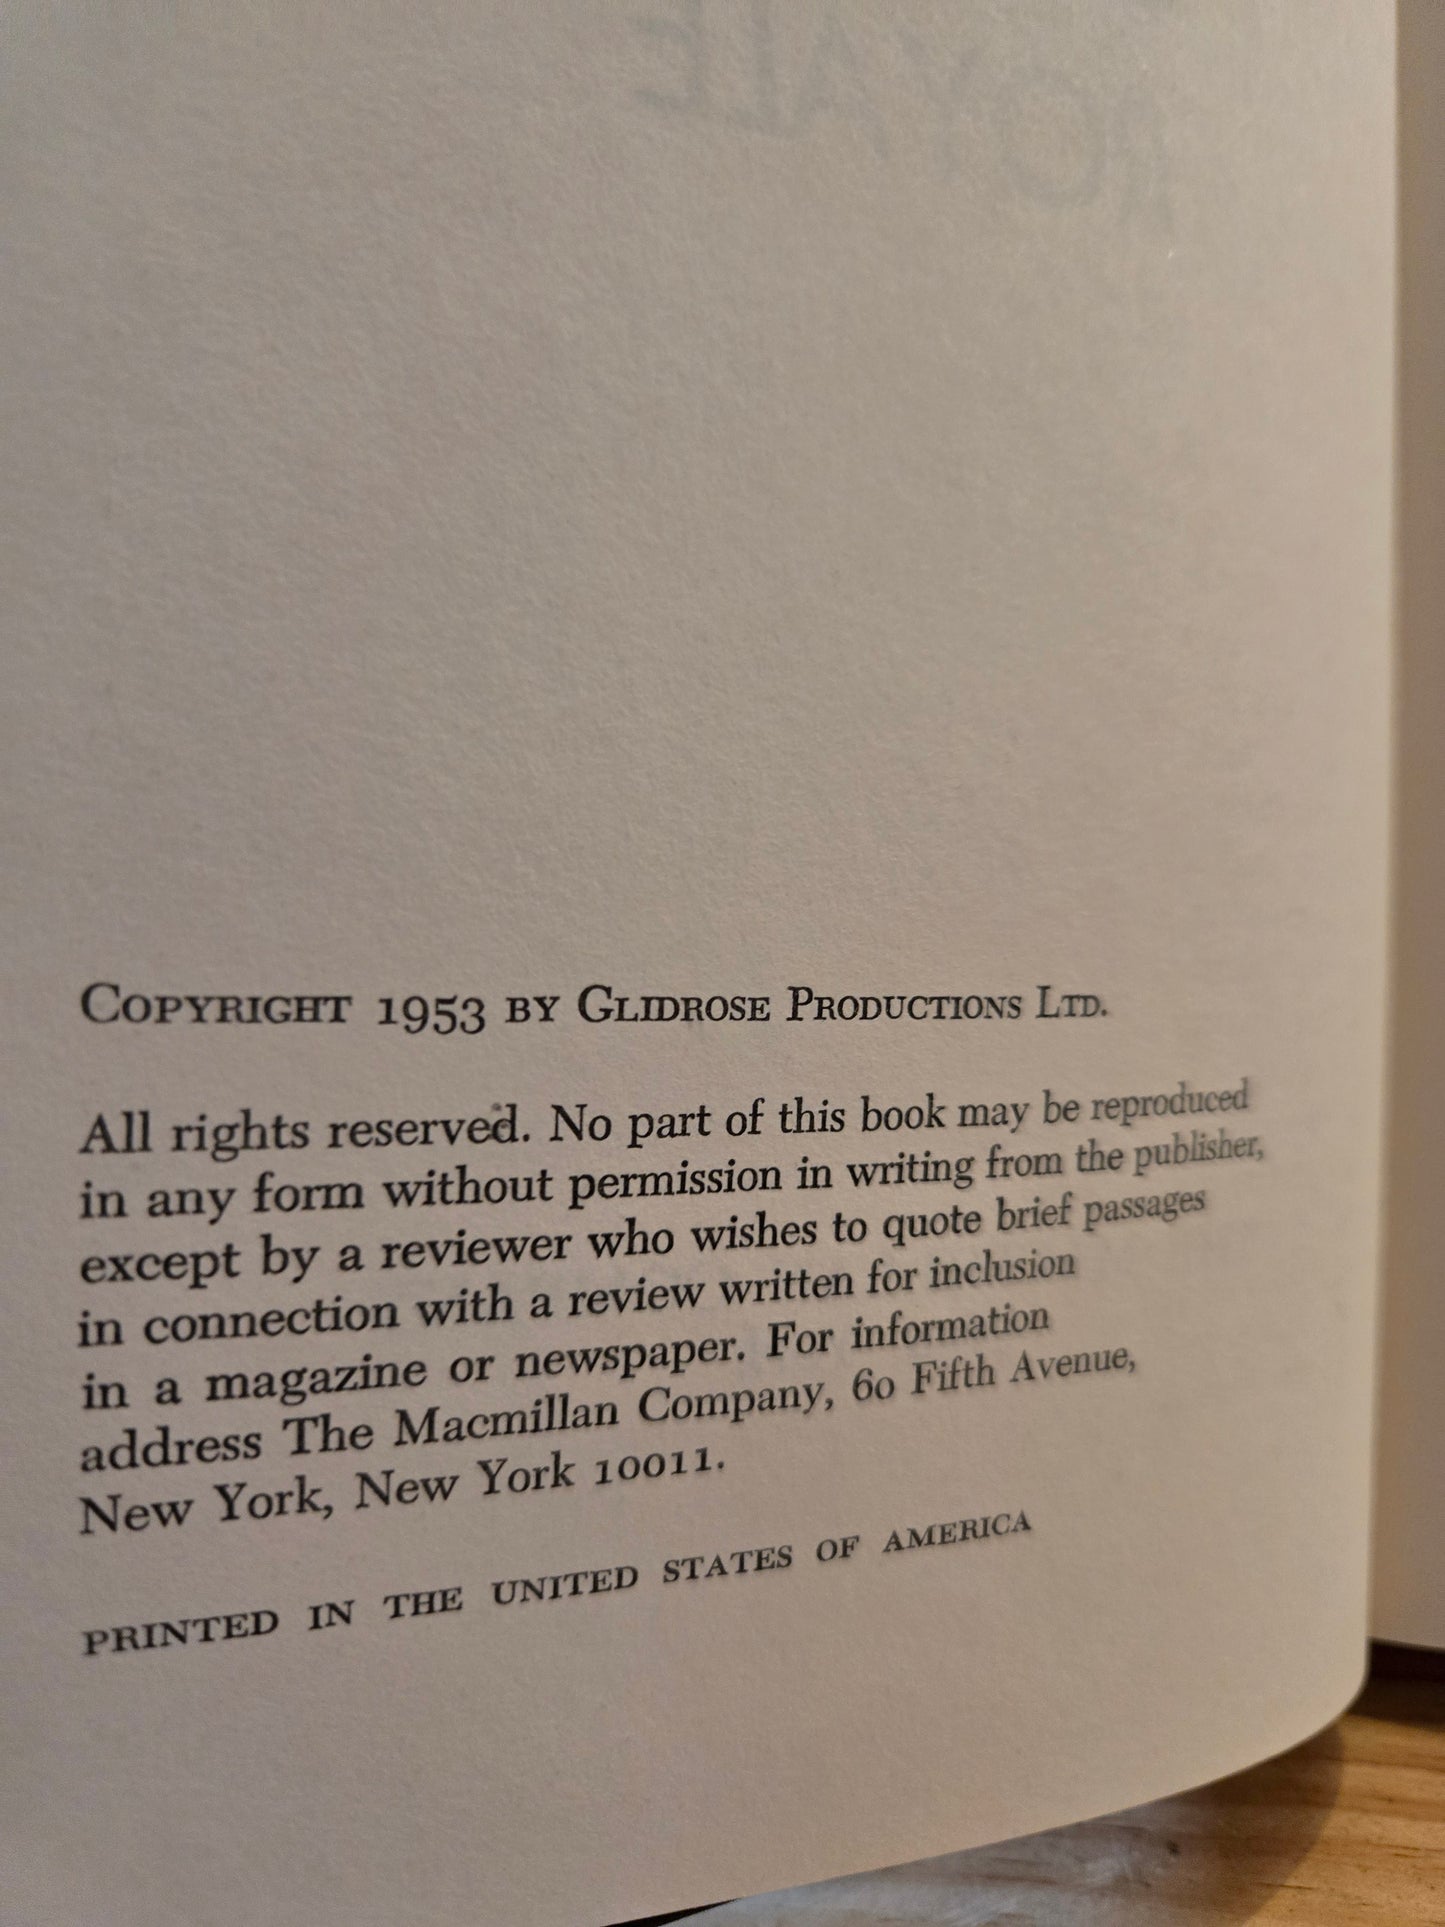 ROYALE
COPYRIGHT 1953 BY GLIDROSE PRODUCTIONS LTD.
All rights reserved. No part of this book may be reproduced
in any form without permission in writing from the publisher,
except by a reviewer who wishes to quote brief passages
in connection with a review written for inclusion
in a magazine or newspaper. For information
address The Macmillan Company, 60 Fifth Avenue,
New York, New York 10011.
PRINTED IN THE UNITED STATES OF AMERICA